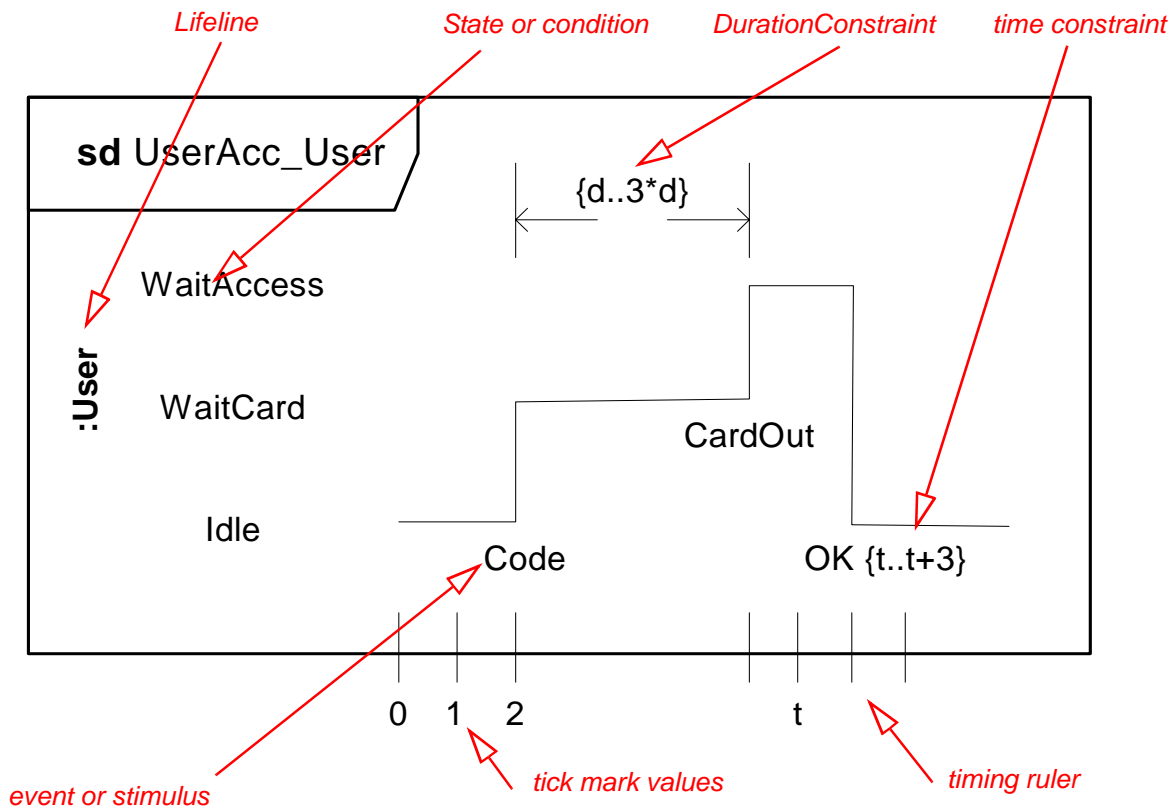 Lifeline
State or condition
DurationConstraint
time constraint
sd UserAcc_User
{d..3*d}
WaitAccess
:User
WaitCard
CardOut
Idle
Code
OK {t..t+3}
0 1 2 t
event or stimulus
tick mark values
timing ruler